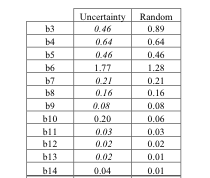 Uncertainty Random
b3 0.46 0.89
b4 0.64 0.64
b5 0.46 0.46
b6 1.77 1.28
b7 0.21 0.21
b8 0.16 0.16
b9 0.08 0.08
b10 0.20 0.06
b11 0.03 0.03
b12 0.02 0.02
b13 0.02 0.01
b14 0.04 0.01